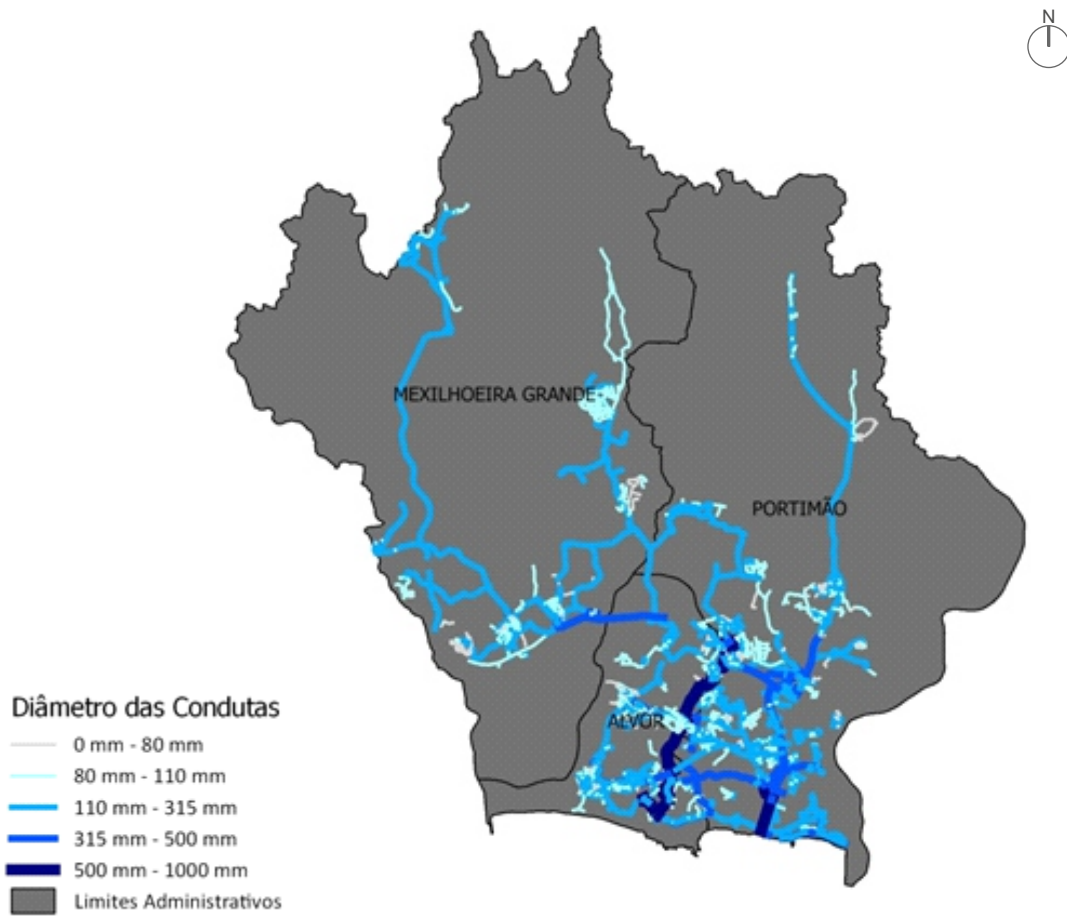 N
MEXILHOEIRA GRANDE
PORTIMÃO
ALVOR
Diâmetro das Condutas
0 mm - 80 mm
80 mm - 110 mm
110 mm - 315 mm
315 mm - 500 mm
500 mm - 1000 mm
Limites Administrativos